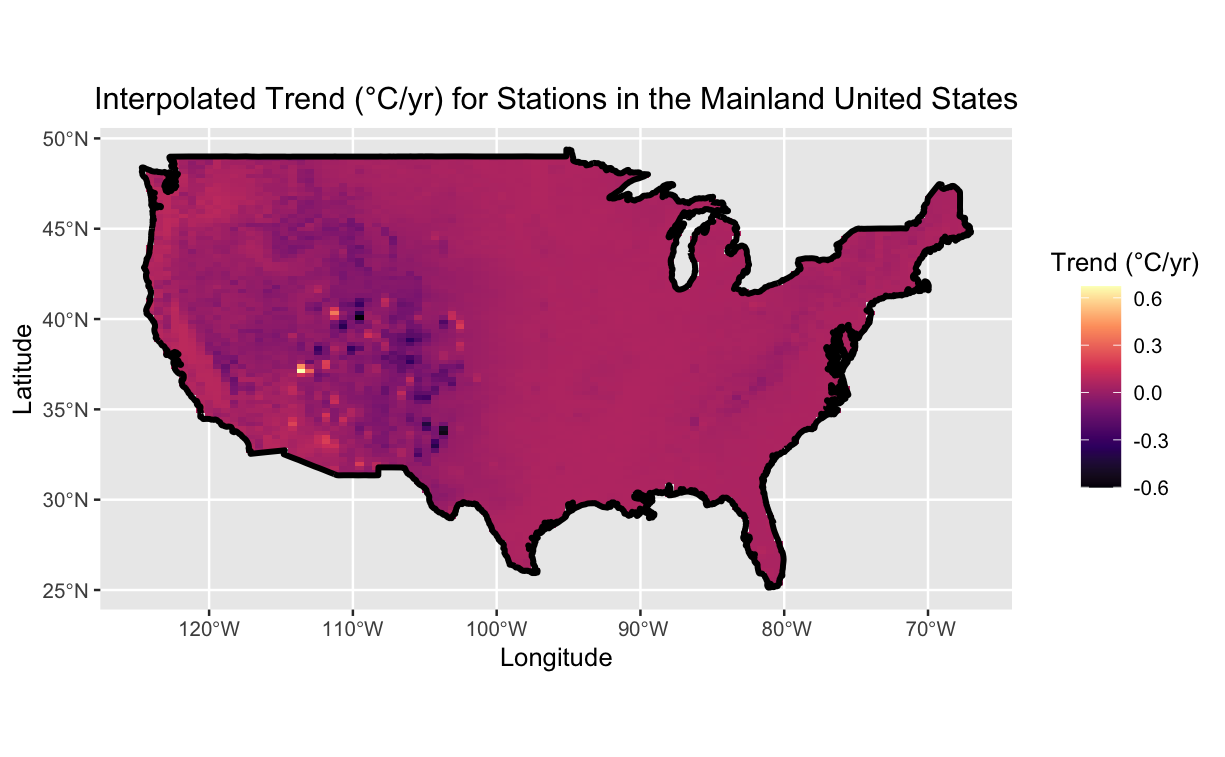 Interpolated Trend (°C/yr) for Stations in the Mainland United States
50°N
45°N
40°N
35°N
30°N
25°N
Latitude
120°W
110°W
100°W
90°W
80°W
70°W
Longitude
Trend (°C/yr)
0.6
0.3
0.0
-0.3
-0.6